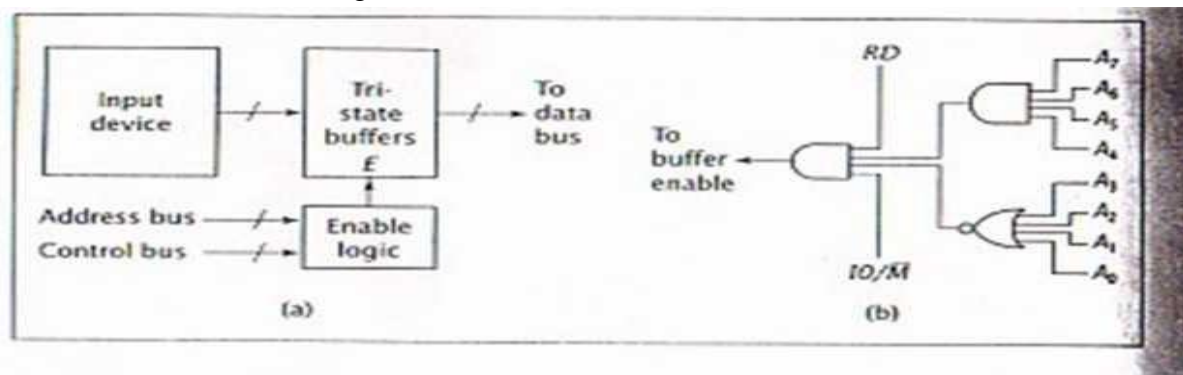 Input
device
Tri-
state
buffers
E
To
data
bus
Address bus
Control bus
Enable
logic
(a)
RD
To
buffer
enable
IO/M̅
A₇
A₆
A₅
A₄
A₃
A₂
A₁
A₀
(b)